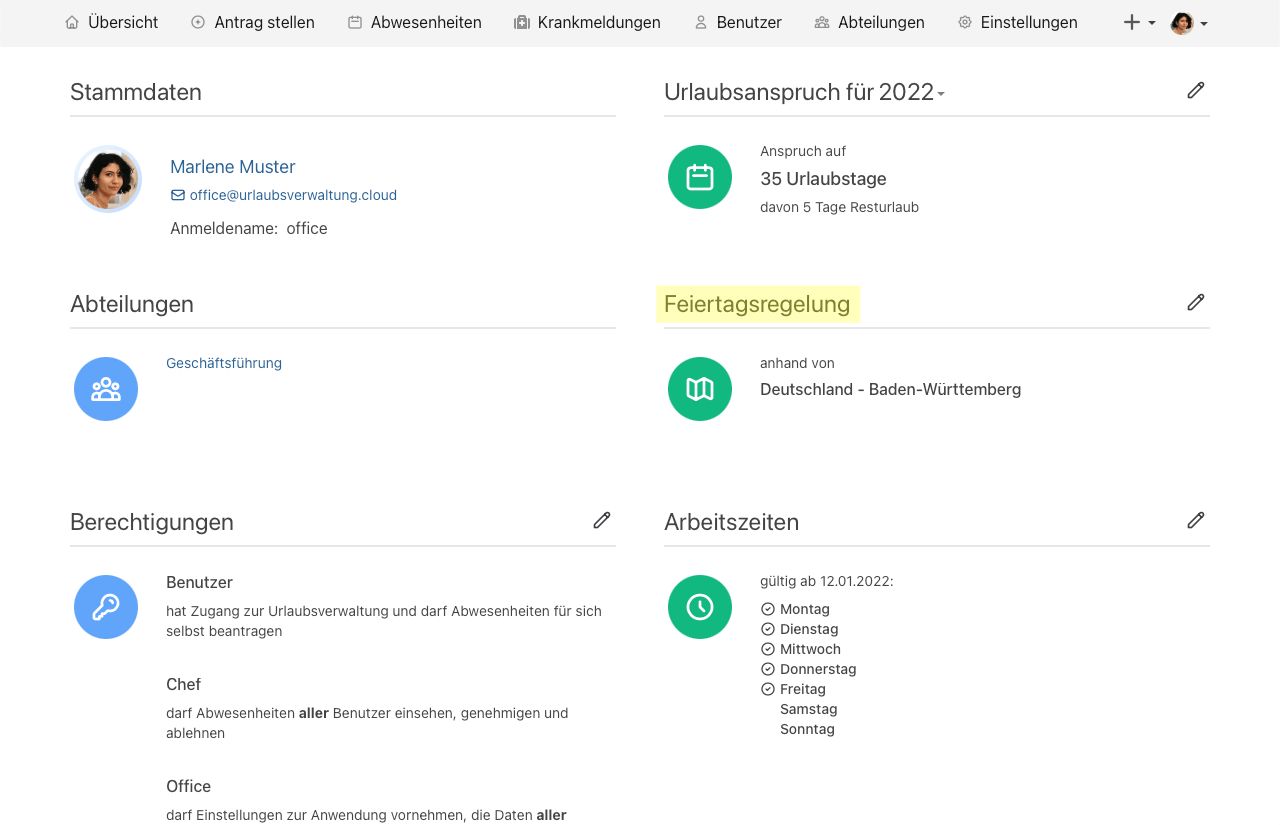 Übersicht Antrag stellen Abwesenheiten Krankmeldungen Benutzer Abteilungen Einstellungen
Stammdaten
Marlene Muster
office@urlaubsverwaltung.cloud
Anmeldename: office
Urlaubsanspruch für 2022
Anspruch auf
35 Urlaubstage
davon 5 Tage Resturlaub
Abteilungen
Geschäftsführung
Feiertagsregelung
anhand von
Deutschland - Baden-Württemberg
Berechtigungen
Benutzer
hat Zugang zur Urlaubsverwaltung und darf Abwesenheiten für sich
selbst beantragen
Chef
darf Abwesenheiten aller Benutzer einsehen, genehmigen und
ablehnen
Office
darf Einstellungen zur Anwendung vornehmen, die Daten aller
Arbeitszeiten
gültig ab 12.01.2022:
Montag
Dienstag
Mittwoch
Donnerstag
Freitag
Samstag
Sonntag